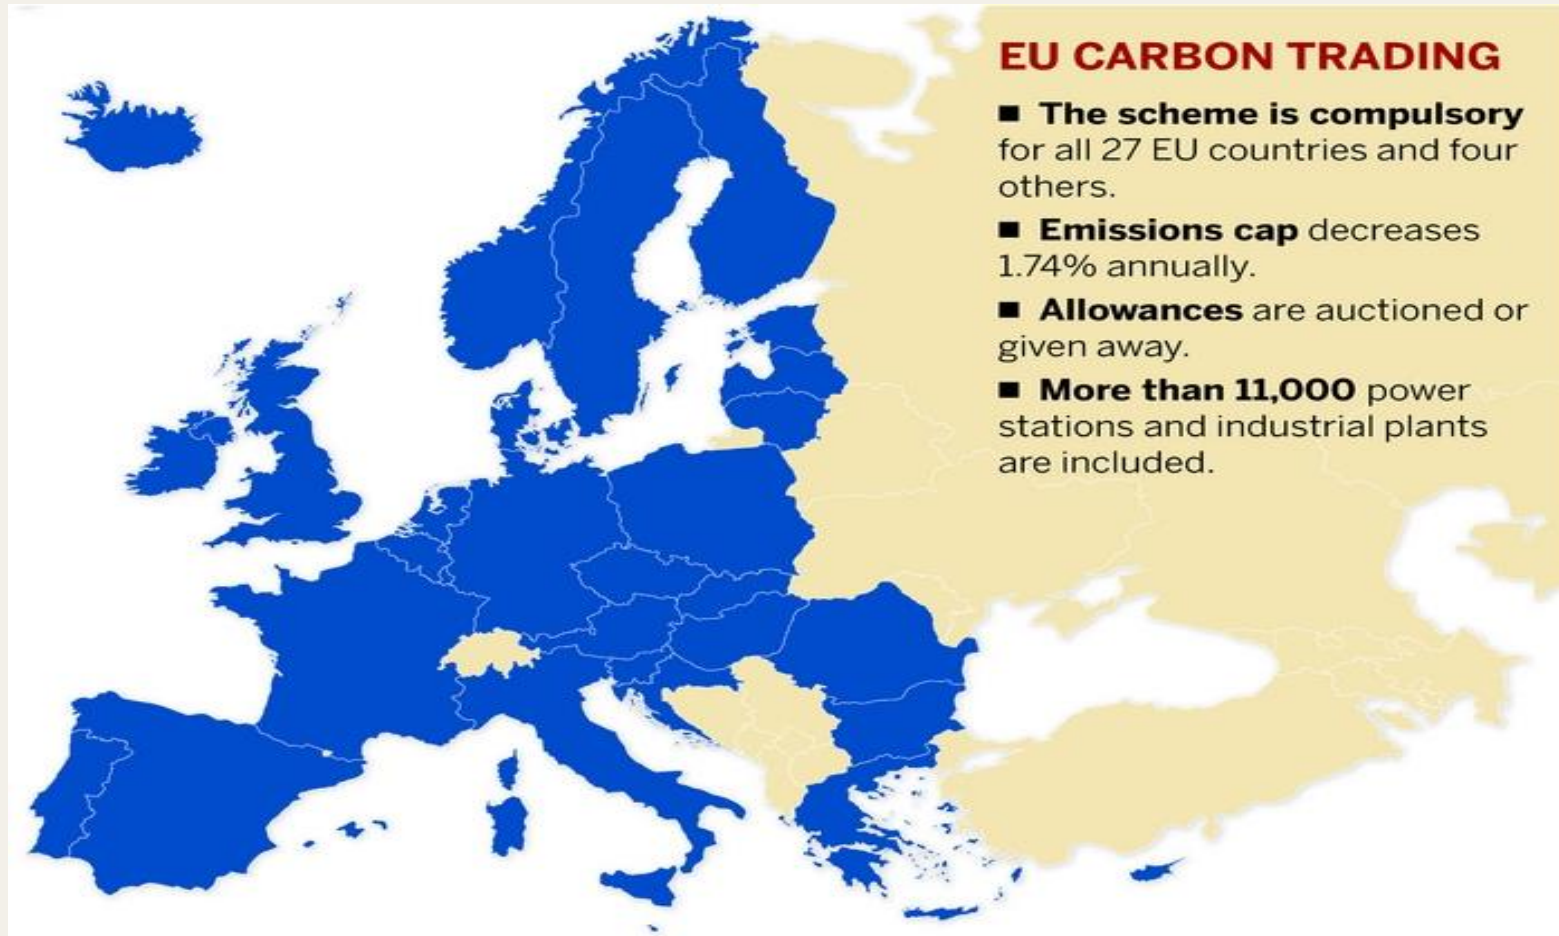 EU CARBON TRADING
■ The scheme is compulsory
for all 27 EU countries and four
others.
■ Emissions cap decreases
1.74% annually.
■ Allowances are auctioned or
given away.
■ More than 11,000 power
stations and industrial plants
are included.